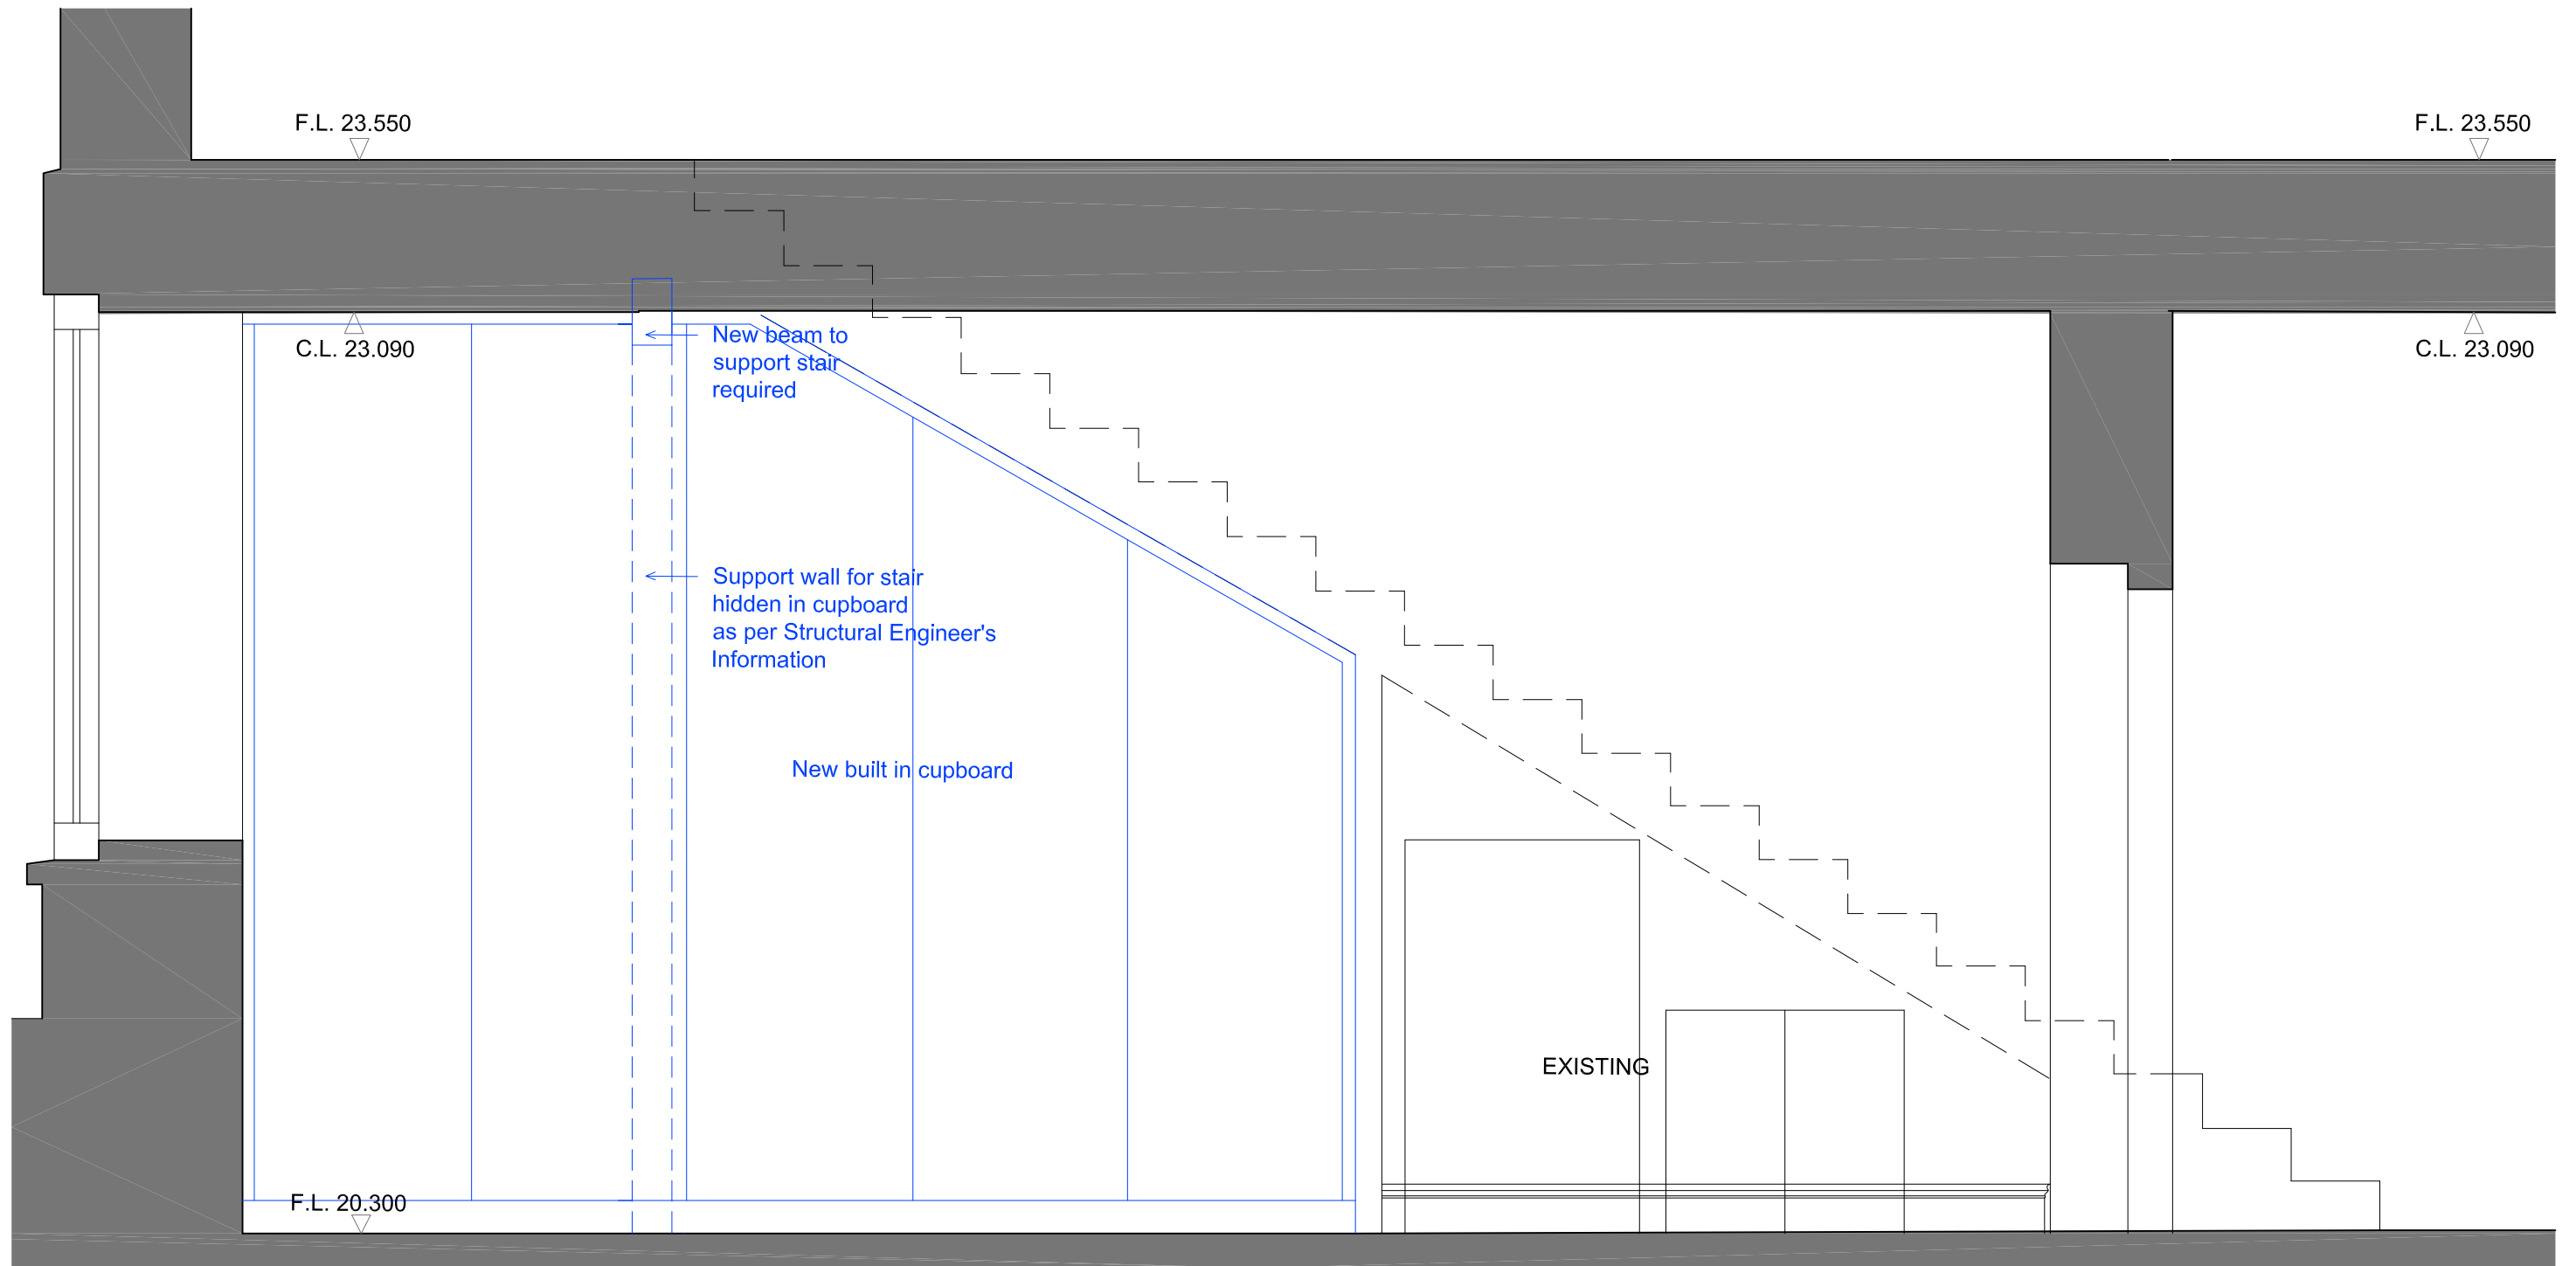 F.L. 23.550
F.L. 23.550
C.L. 23.090
C.L. 23.090
New beam to
support stair
required
Support wall for stair
hidden in cupboard
as per Structural Engineer's
Information
New built in cupboard
EXISTING
F.L. 20.300